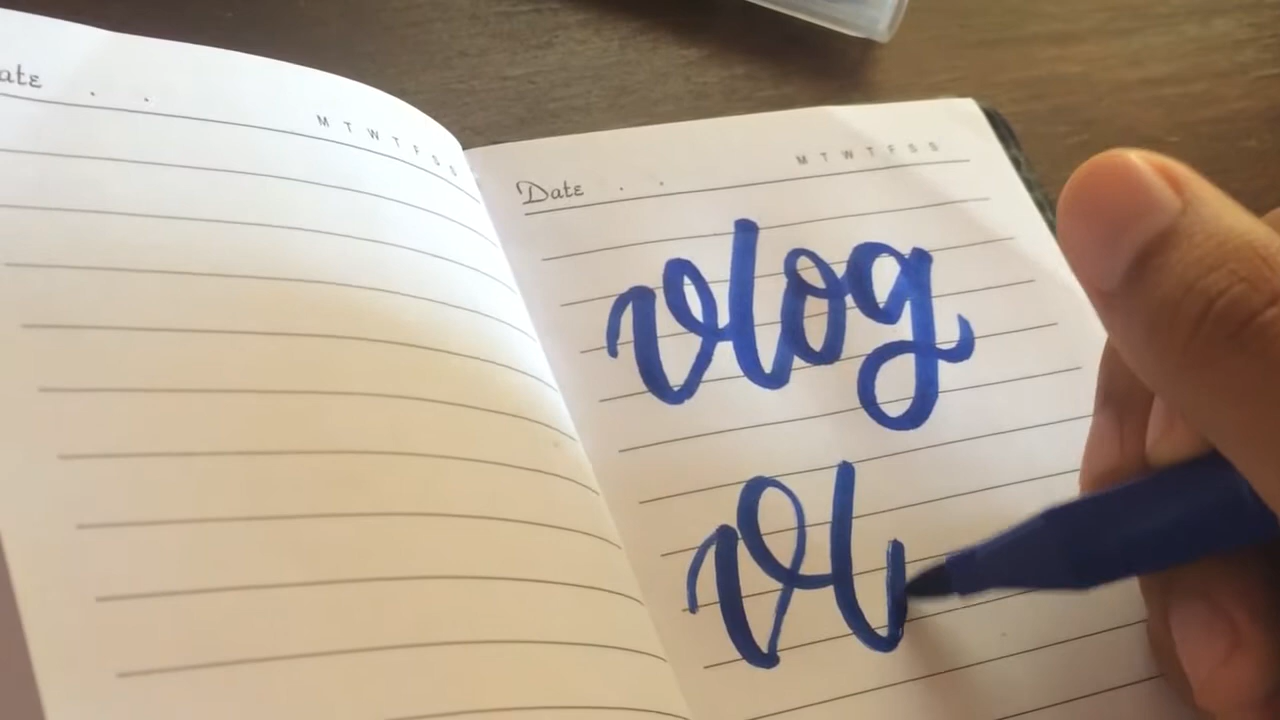 ate . .
M T W T F S S
Date . .
M T W T F S S
vlog
vl